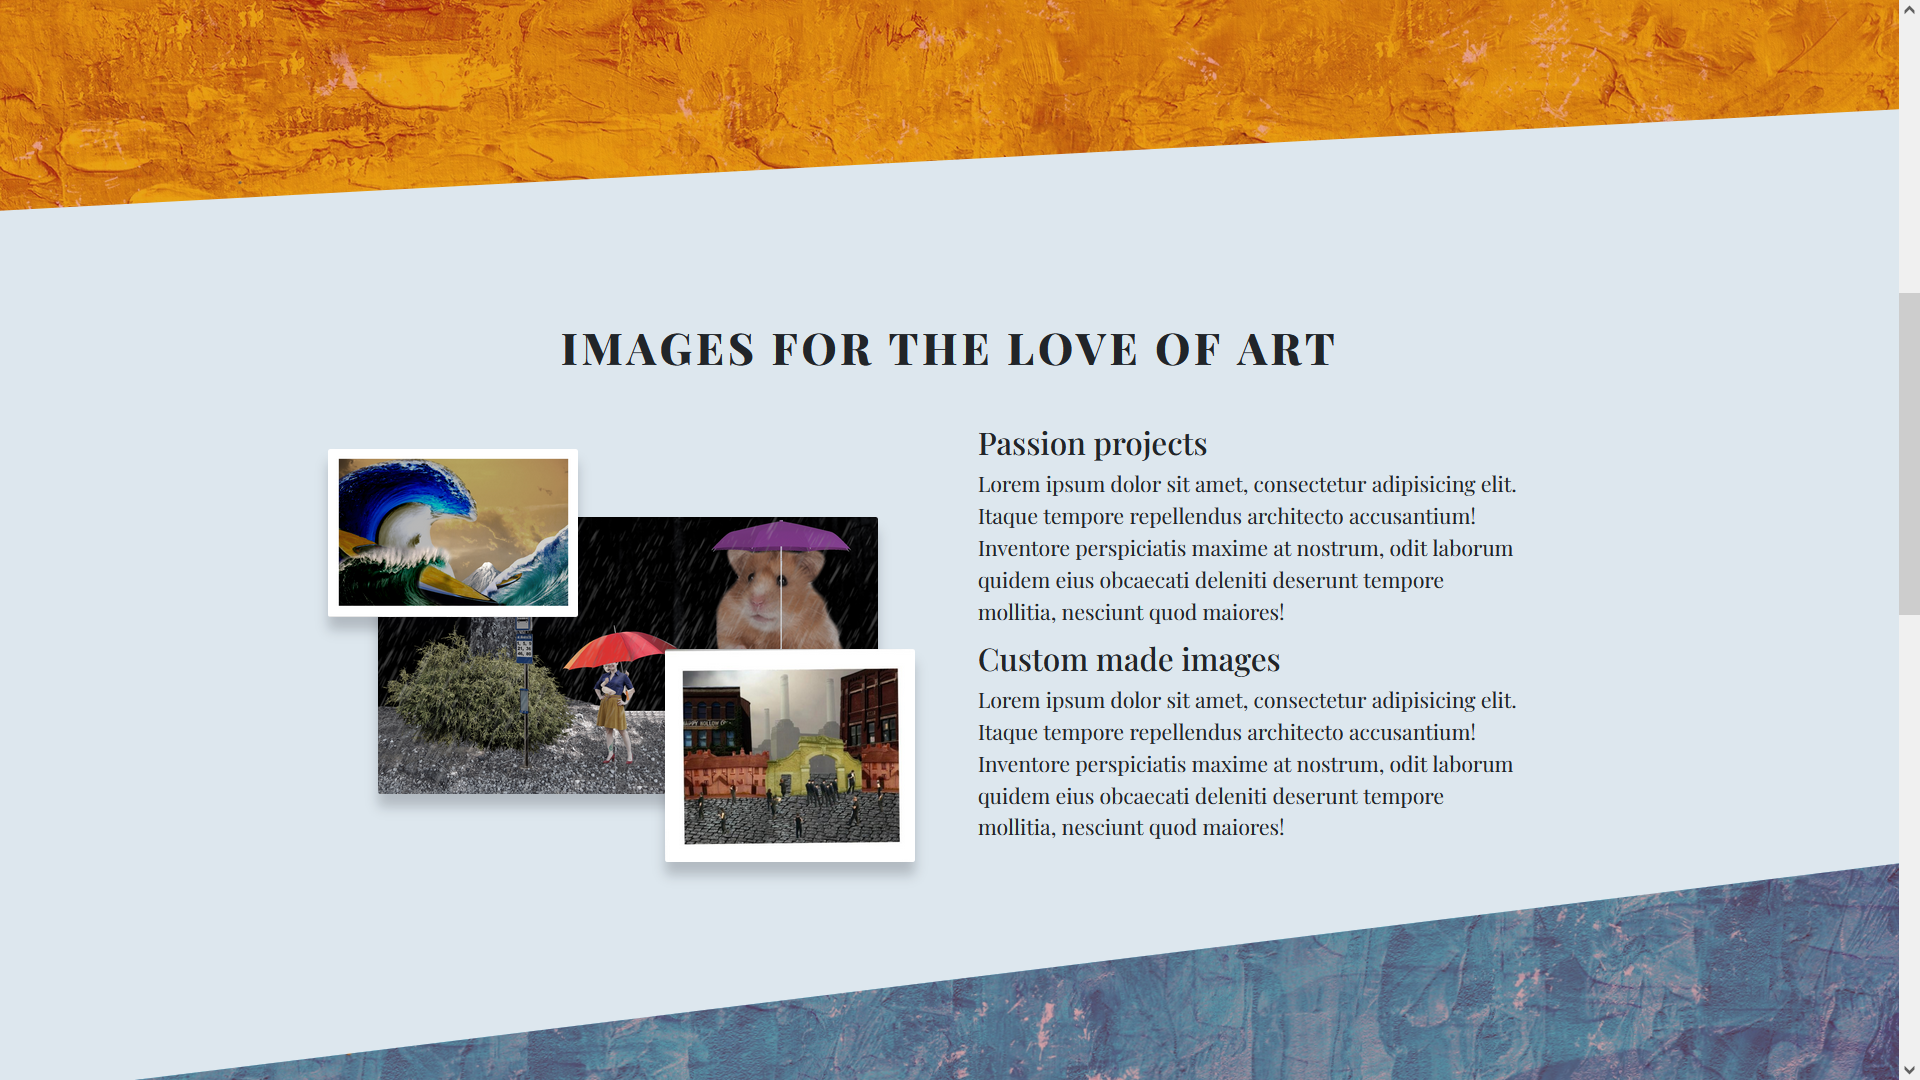 IMAGES FOR THE LOVE OF ART
Passion projects
Lorem ipsum dolor sit amet, consectetur adipisicing elit.
Itaque tempore repellendus architecto accusantium!
Inventore perspiciatis maxime at nostrum, odit laborum
quidem eius obcaecati deleniti deserunt tempore
mollitia, nesciunt quod maiores!
Custom made images
Lorem ipsum dolor sit amet, consectetur adipisicing elit.
Itaque tempore repellendus architecto accusantium!
Inventore perspiciatis maxime at nostrum, odit laborum
quidem eius obcaecati deleniti deserunt tempore
mollitia, nesciunt quod maiores!